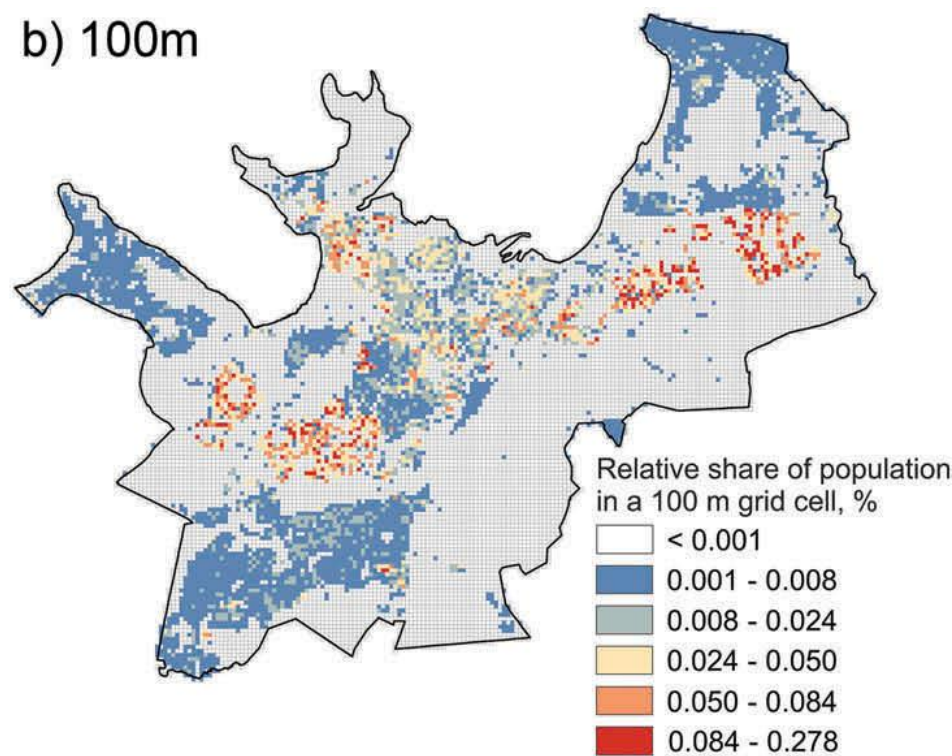 b) 100m
Relative share of population
in a 100 m grid cell, %
< 0.001
0.001 - 0.008
0.008 - 0.024
0.024 - 0.050
0.050 - 0.084
0.084 - 0.278